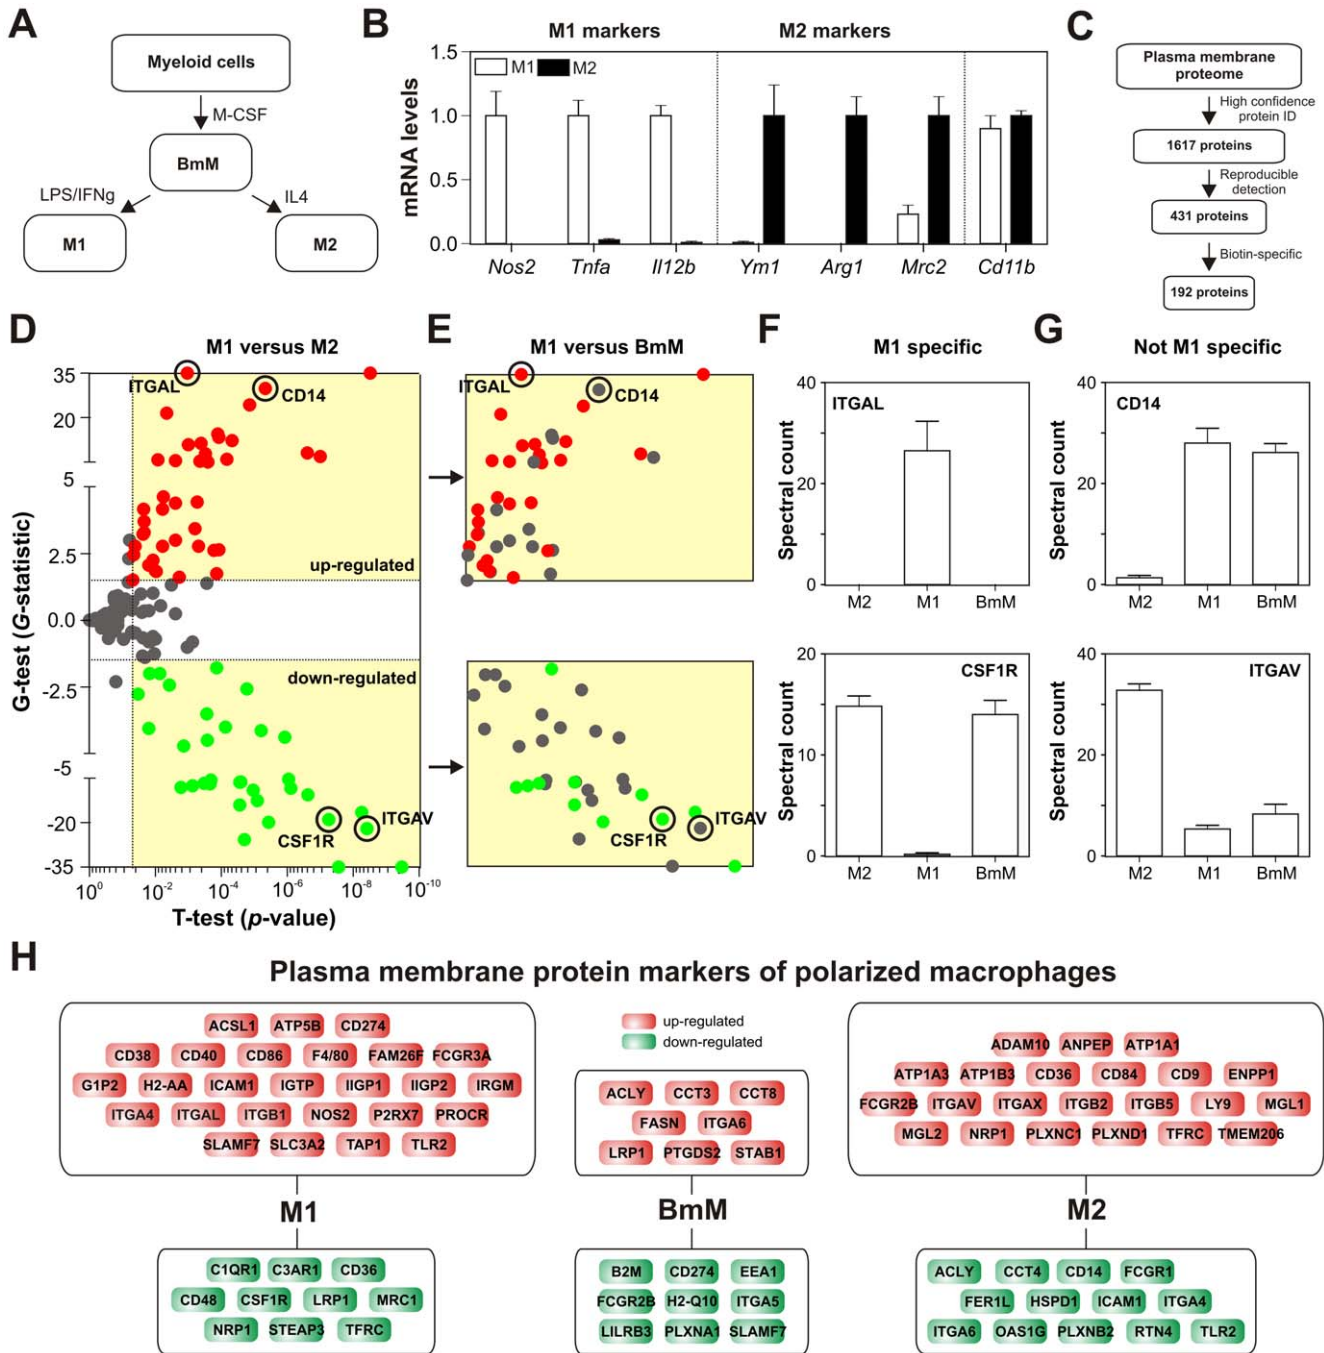 A
Myeloid cells
M-CSF
BmM
LPS/IFNg
IL4
M1
M2
B
M1 markers
M2 markers
mRNA levels
1.5
1.0
0.5
0.0
M1
M2
Nos2
Tnfa
Il12b
Ym1
Arg1
Mrc2
Cd11b
C
Plasma membrane
proteome
High confidence
protein ID
1617 proteins
Reproducible
detection
431 proteins
Biotin-specific
192 proteins
D
M1 versus M2
G-test (G-statistic)
35
20
5
2.5
0.0
-2.5
-5
-20
-35
ITGAL
CD14
up-regulated
down-regulated
CSF1R
ITGAV
10⁰
10⁻²
10⁻⁴
10⁻⁶
10⁻⁸
10⁻¹⁰
T-test (p-value)
E
M1 versus BmM
ITGAL
CD14
CSF1R
ITGAV
F
M1 specific
Spectral count
40
20
0
ITGAL
M2
M1
BmM
Spectral count
20
10
0
CSF1R
M2
M1
BmM
G
Not M1 specific
Spectral count
40
20
0
CD14
M2
M1
BmM
Spectral count
40
20
0
ITGAV
M2
M1
BmM
H
Plasma membrane protein markers of polarized macrophages
ACSL1 ATP5B CD274
CD38 CD40 CD86 F4/80 FAM26F FCGR3A
G1P2 H2-AA ICAM1 IGTP IIGP1 IIGP2 IRGM
ITGA4 ITGAL ITGB1 NOS2 P2RX7 PROCR
SLAMF7 SLC3A2 TAP1 TLR2
M1
C1QR1 C3AR1 CD36
CD48 CSF1R LRP1 MRC1
NRP1 STEAP3 TFRC
up-regulated
down-regulated
ACLY CCT3 CCT8
FASN ITGA6
LRP1 PTGDS2 STAB1
BmM
B2M CD274 EEA1
FCGR2B H2-Q10 ITGA5
LILRB3 PLXNA1 SLAMF7
ADAM10 ANPEP ATP1A1
ATP1A3 ATP1B3 CD36 CD84 CD9 ENPP1
FCGR2B ITGAV ITGAX ITGB2 ITGB5 LY9 MGL1
MGL2 NRP1 PLXNC1 PLXND1 TFRC TMEM206
M2
ACLY CCT4 CD14 FCGR1
FER1L HSPD1 ICAM1 ITGA4
ITGA6 OAS1G PLXNB2 RTN4 TLR2